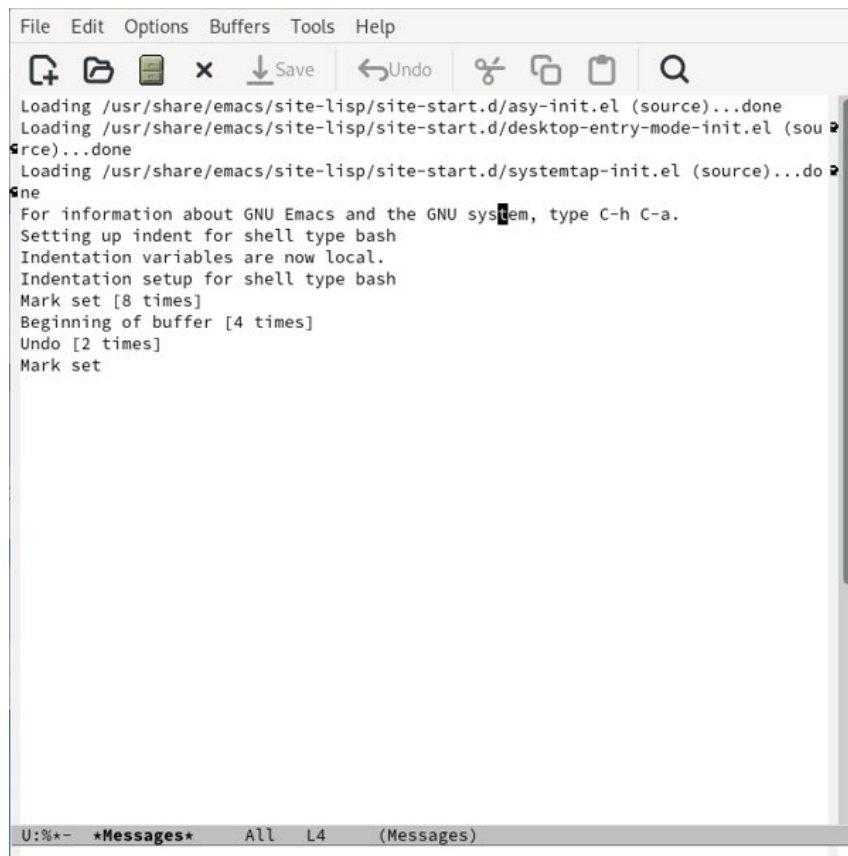 File Edit Options Buffers Tools Help
Save Undo
Loading /usr/share/emacs/site-lisp/site-start.d/asy-init.el (source)...done
Loading /usr/share/emacs/site-lisp/site-start.d/desktop-entry-mode-init.el (sou
rce)...done
Loading /usr/share/emacs/site-lisp/site-start.d/systemtap-init.el (source)...do
ne
For information about GNU Emacs and the GNU system, type C-h C-a.
Setting up indent for shell type bash
Indentation variables are now local.
Indentation setup for shell type bash
Mark set [8 times]
Beginning of buffer [4 times]
Undo [2 times]
Mark set
U:%*- *Messages* All L4 (Messages)